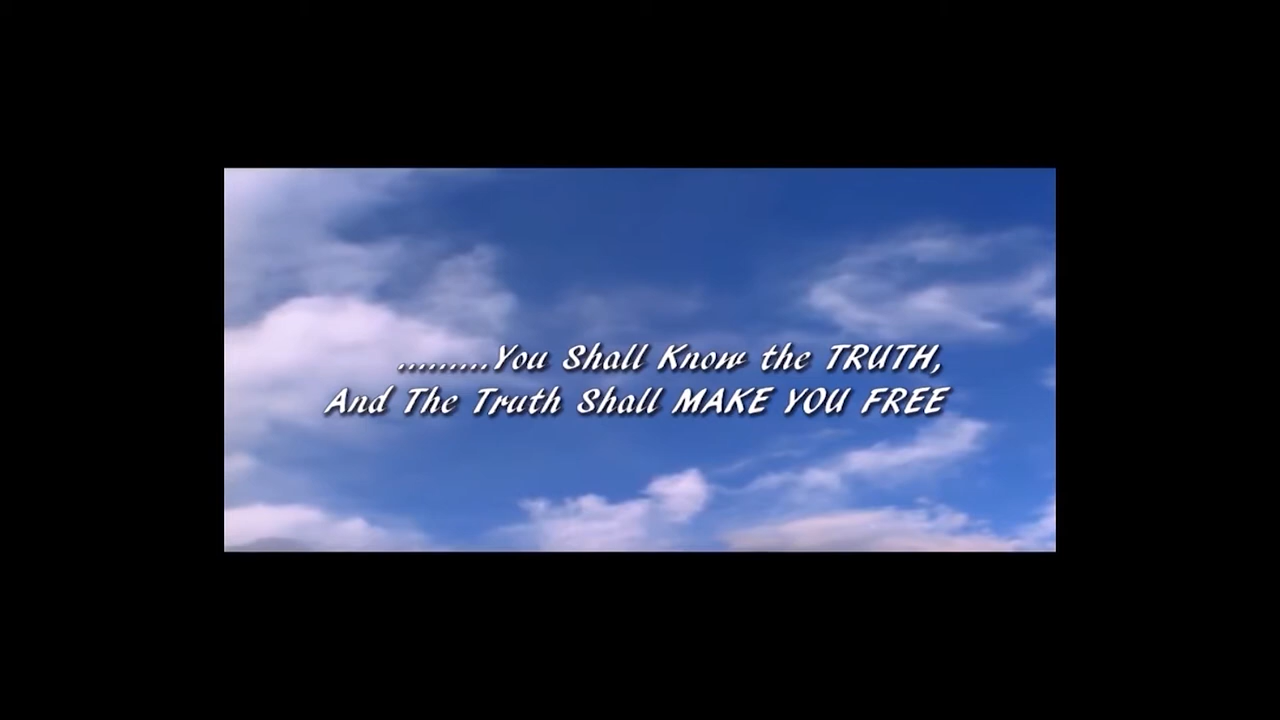 .........You Shall Know the TRUTH,
And The Truth Shall MAKE YOU FREE